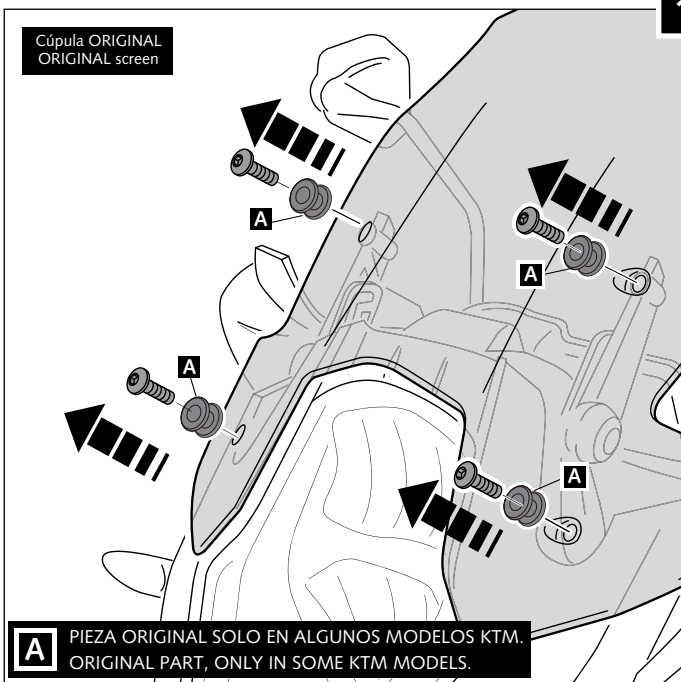 Cúpula ORIGINAL
ORIGINAL screen
A
A
A
A
A
PIEZA ORIGINAL SOLO EN ALGUNOS MODELOS KTM.
ORIGINAL PART, ONLY IN SOME KTM MODELS.